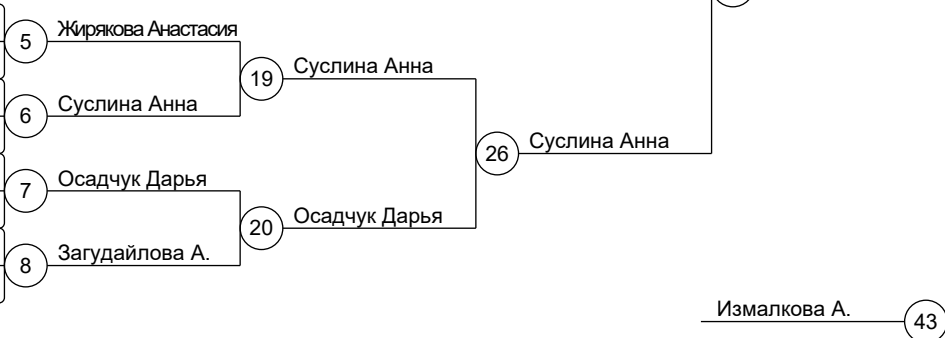 5 Жирякова Анастасия
19 Суслина Анна
6 Суслина Анна
26 Суслина Анна
7 Осадчук Дарья
20 Осадчук Дарья
8 Загудайлова А.
Измалкова А. 43